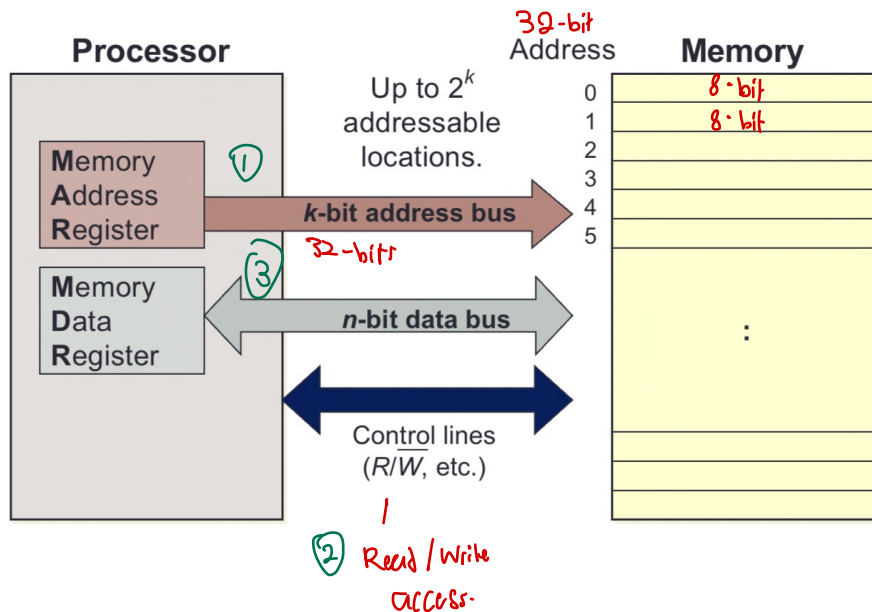 32-bit
Processor
Address
Memory
Up to 2^k
addressable
locations.
0
8-bit
1
8-bit
2
3
4
5
①
Memory
Address
Register
k-bit address bus
32-bits
③
Memory
Data
Register
n-bit data bus
:
Control lines
(R/W̅, etc.)
② Read/Write
access.